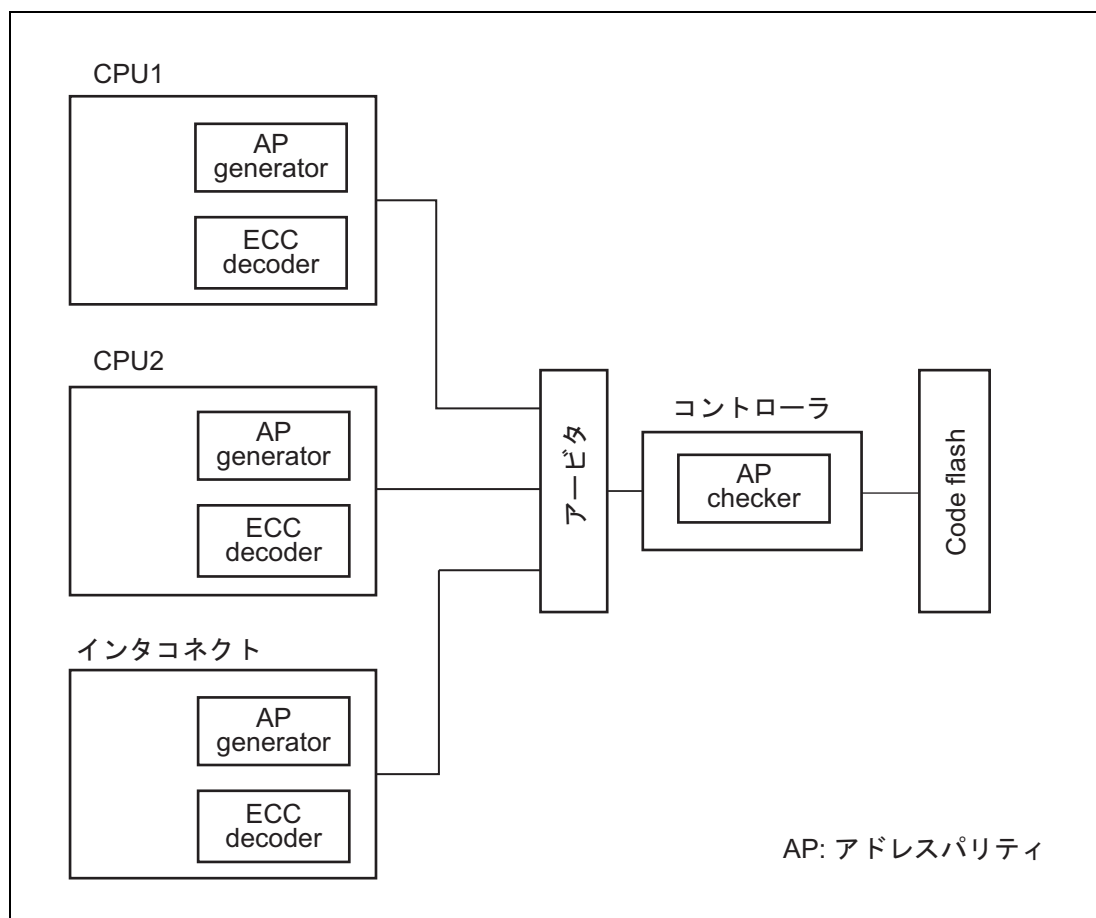 CPU1
AP
generator
ECC
decoder
CPU2
AP
generator
ECC
decoder
インタコネクト
AP
generator
ECC
decoder
アービタ
コントローラ
AP
checker
Code flash
AP: アドレスパリティ